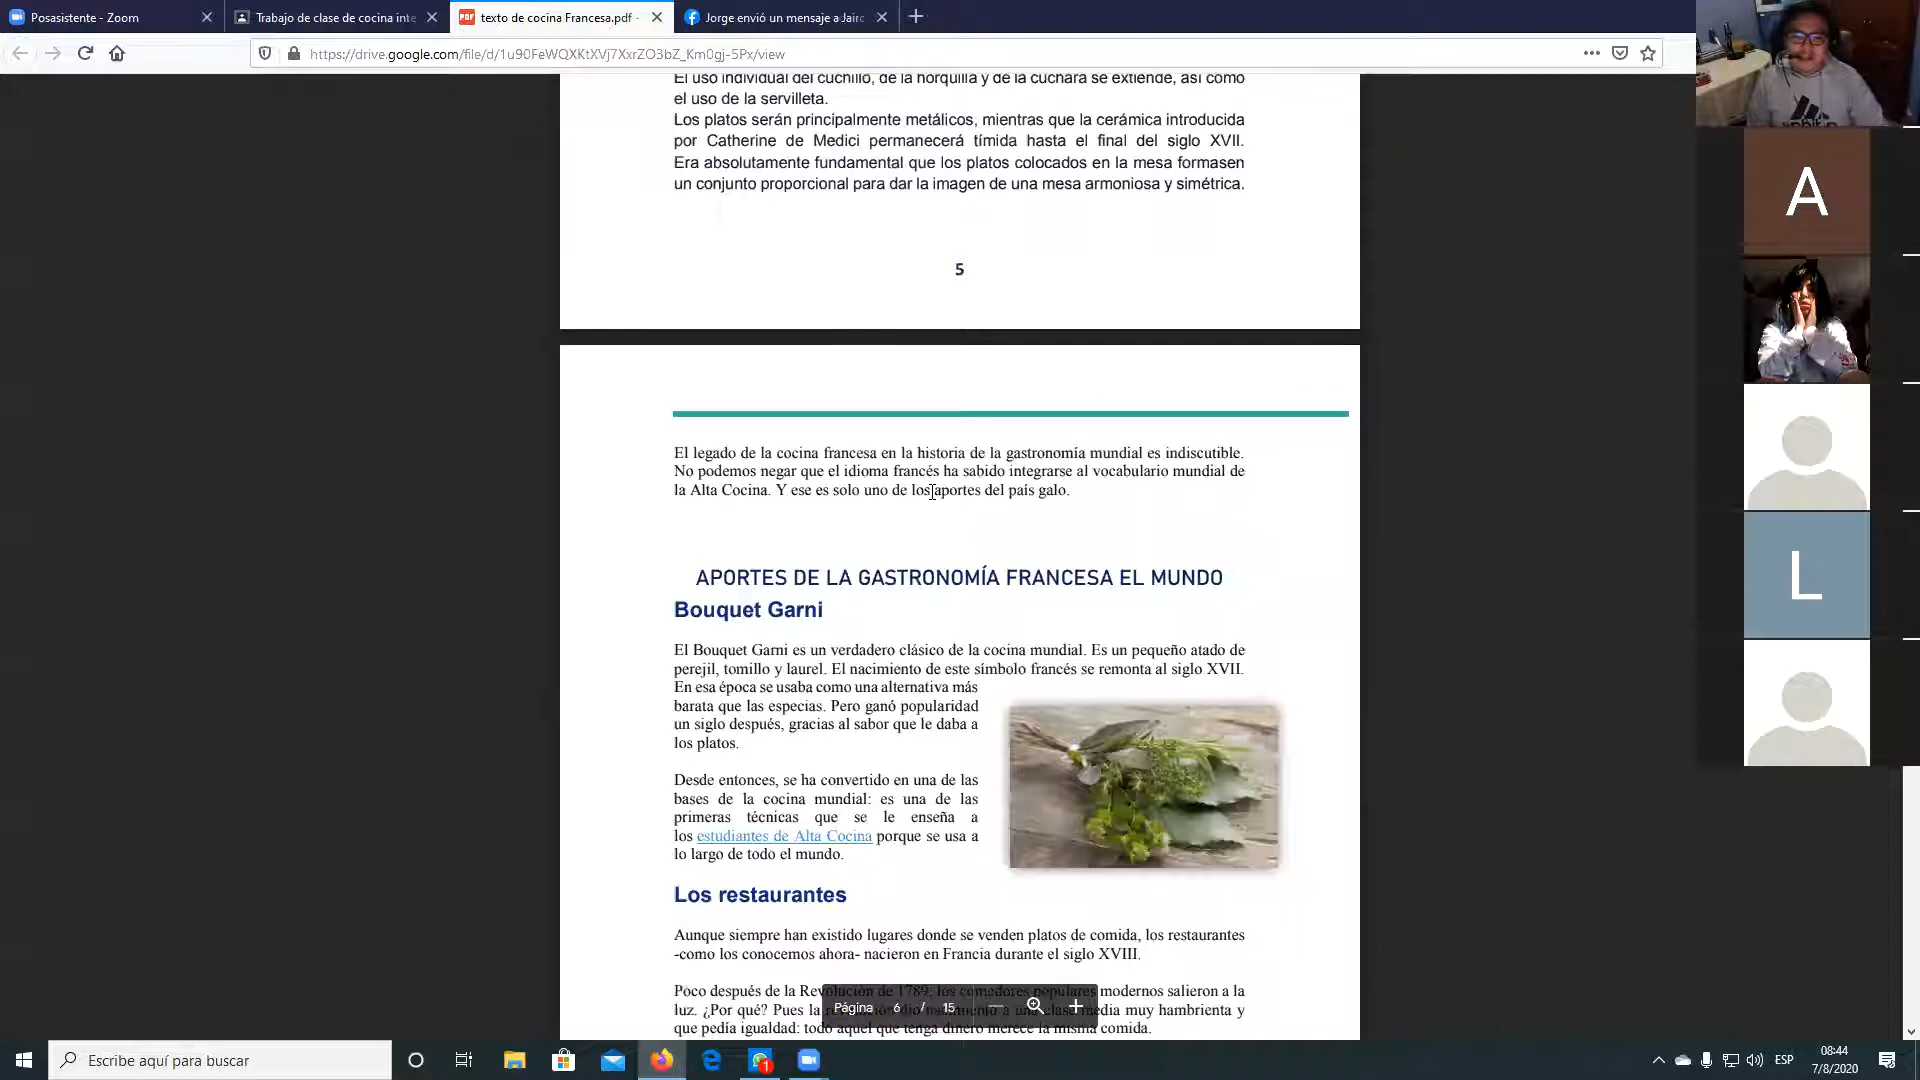 Posasistente - Zoom
Trabajo de clase de cocina inte
texto de cocina Francesa.pdf -
Jorge envió un mensaje a Jairo
https://drive.google.com/file/d/1u90FeWQXKtXVj7XxrZO3bZ_Km0gj-5Px/view
El uso individual del cuchillo, de la horquilla y de la cuchara se extiende, así como
el uso de la servilleta.
Los platos serán principalmente metálicos, mientras que la cerámica introducida
por Catherine de Medici permanecerá tímida hasta el final del siglo XVII.
Era absolutamente fundamental que los platos colocados en la mesa formasen
un conjunto proporcional para dar la imagen de una mesa armoniosa y simétrica.
5
El legado de la cocina francesa en la historia de la gastronomía mundial es indiscutible.
No podemos negar que el idioma francés ha sabido integrarse al vocabulario mundial de
la Alta Cocina. Y ese es solo uno de los aportes del país galo.
APORTES DE LA GASTRONOMÍA FRANCESA EL MUNDO
Bouquet Garni
El Bouquet Garni es un verdadero clásico de la cocina mundial. Es un pequeño atado de
perejil, tomillo y laurel. El nacimiento de este símbolo francés se remonta al siglo XVII.
En esa época se usaba como una alternativa más
barata que las especias. Pero ganó popularidad
un siglo después, gracias al sabor que le daba a
los platos.
Desde entonces, se ha convertido en una de las
bases de la cocina mundial: es una de las
primeras técnicas que se le enseña a
los estudiantes de Alta Cocina porque se usa a
lo largo de todo el mundo.
Los restaurantes
Aunque siempre han existido lugares donde se venden platos de comida, los restaurantes
-como los conocemos ahora- nacieron en Francia durante el siglo XVIII.
Poco después de la Revolución de 1789, los comedores populares modernos salieron a la
luz. ¿Por qué? Pues la revolución dio nacimiento a una clase media muy hambrienta y
que pedía igualdad: todo aquel que tenga dinero merece la misma comida.
Página 6 / 15
A
L
Escribe aquí para buscar
1
ESP
08:44
7/8/2020